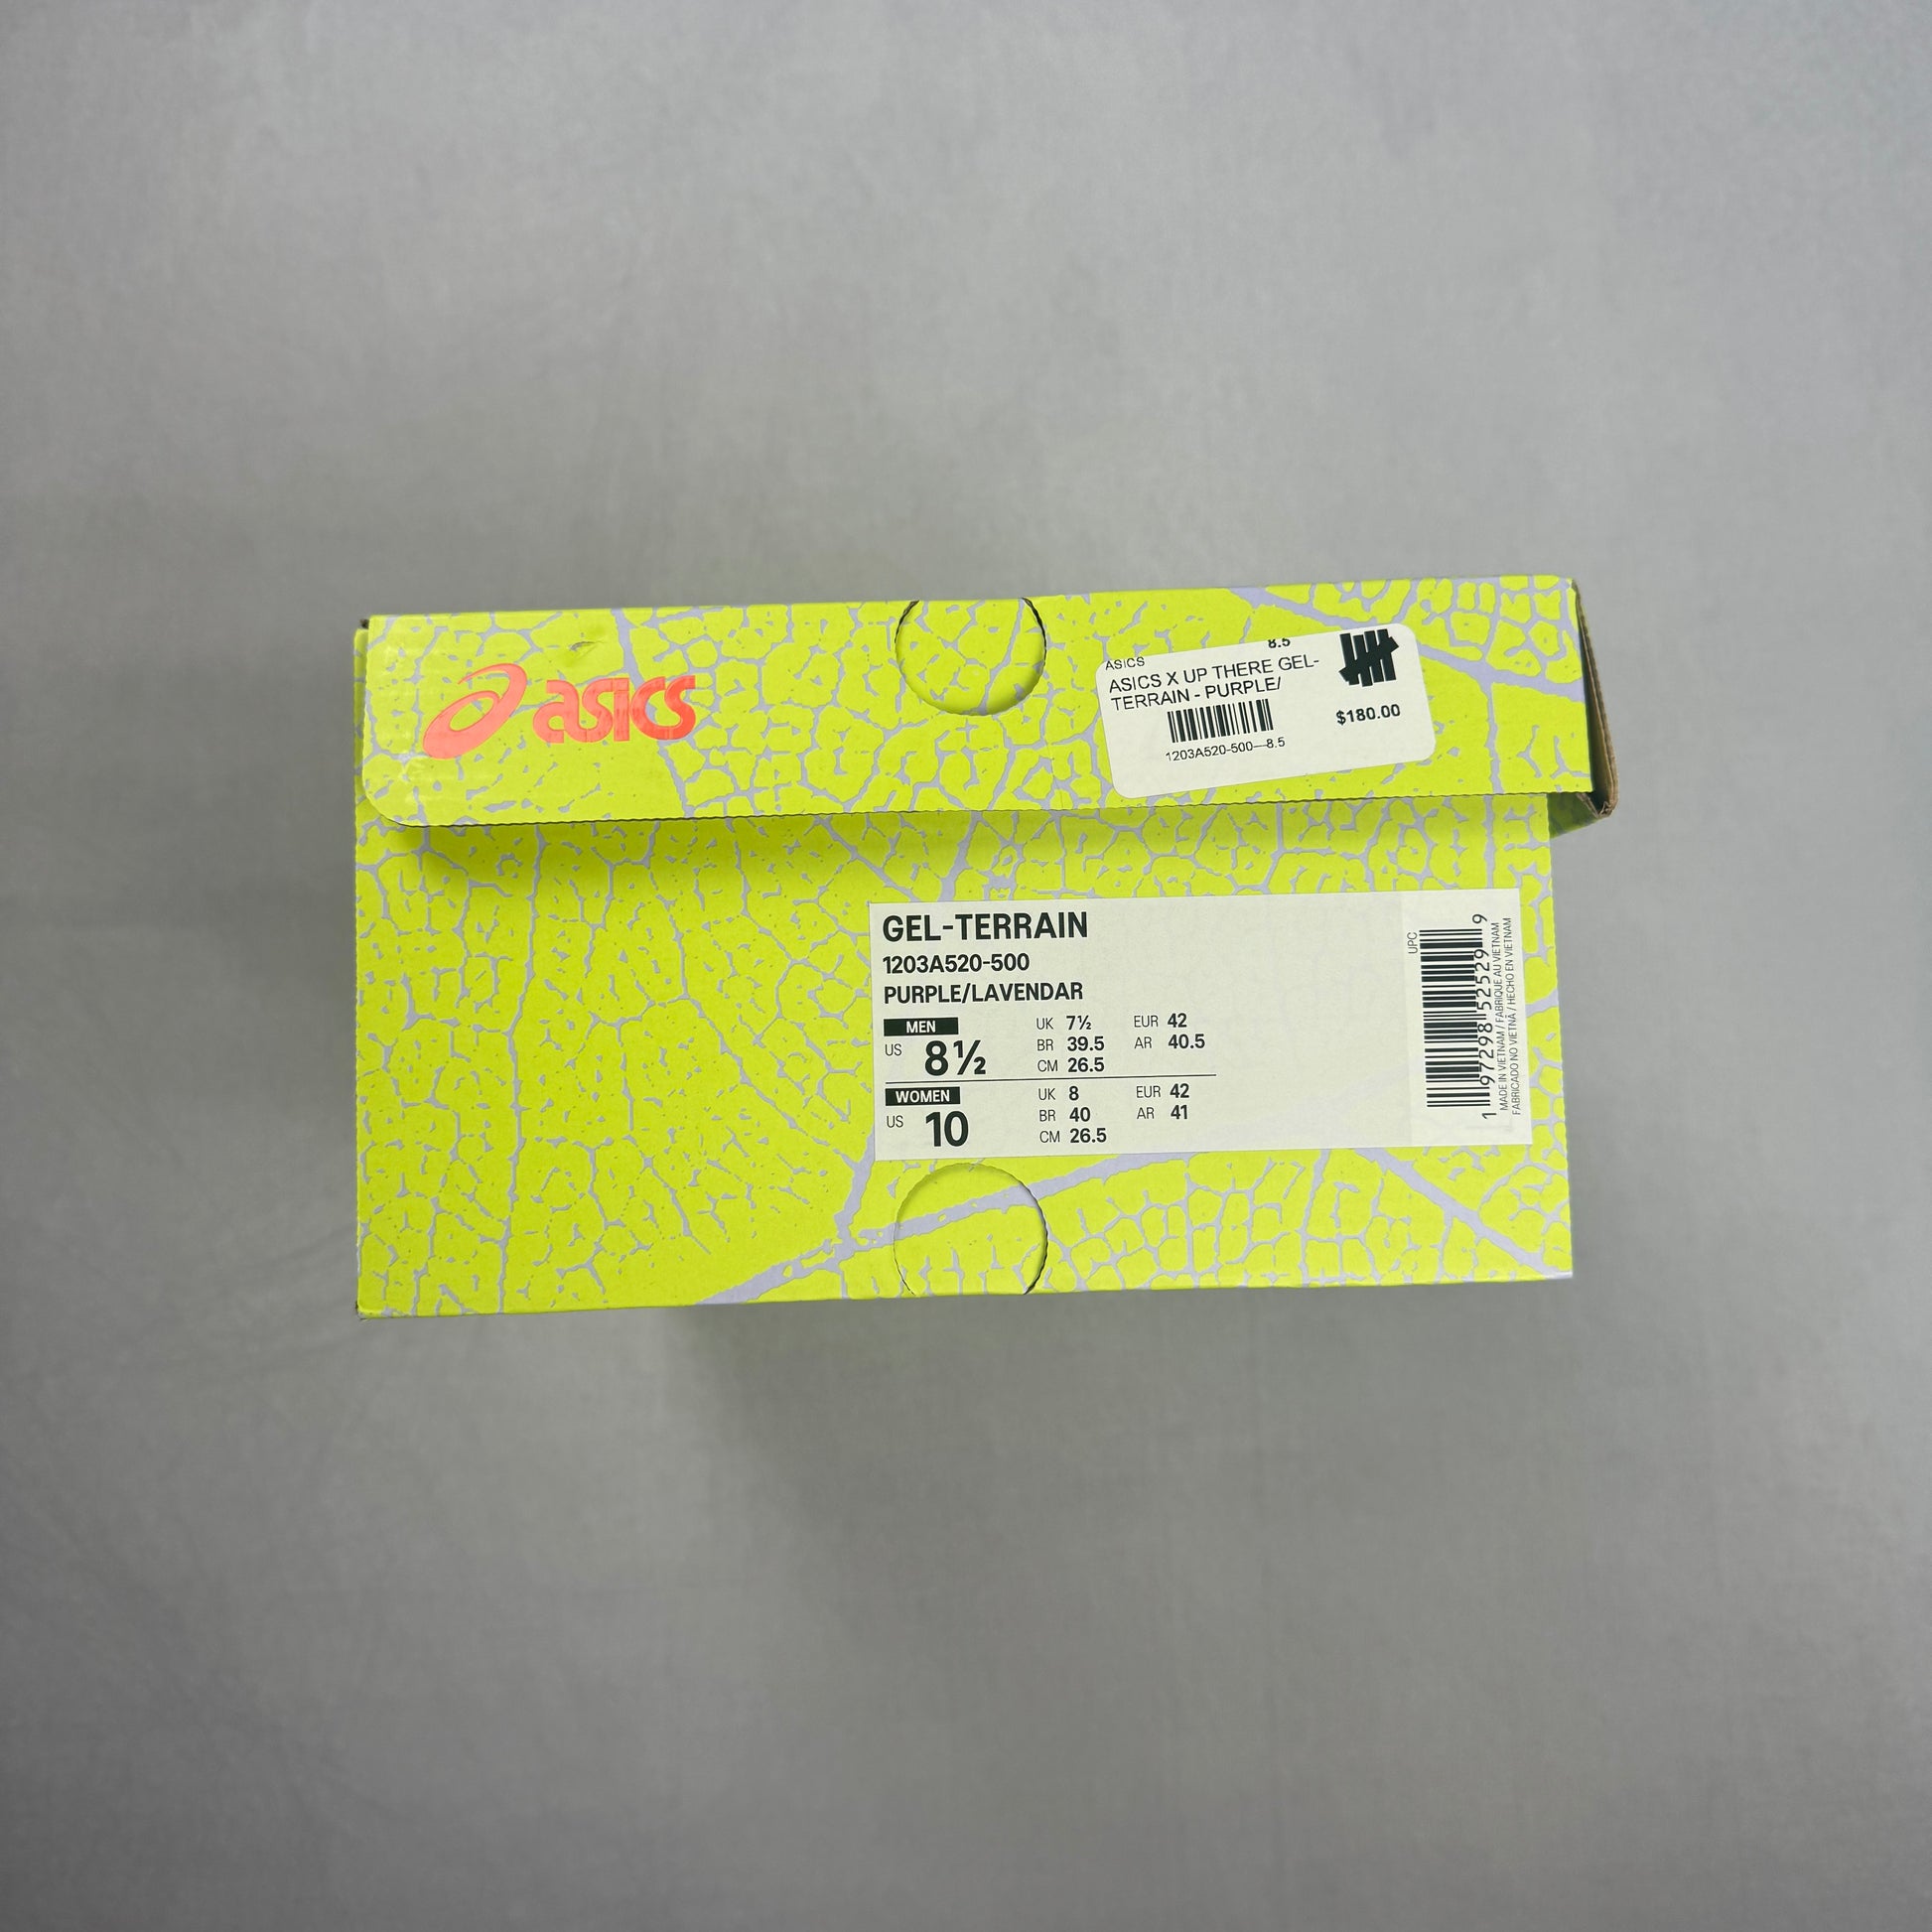 asics
8.5
ASICS
ASICS X UP THERE GEL-
TERRAIN - PURPLE/
$180.00
1203A520-500—8.5
GEL-TERRAIN
1203A520-500
PURPLE/LAVENDAR
MEN
US 8½
UK 7½ EUR 42
BR 39.5 AR 40.5
CM 26.5
WOMEN
US 10
UK 8 EUR 42
BR 40 AR 41
CM 26.5
UPC
1 97298 52529 9
MADE IN VIETNAM / FABRIQUÉ AU VIETNAM
FABRICADO NO VIETNÃ / HECHO EN VIETNAM